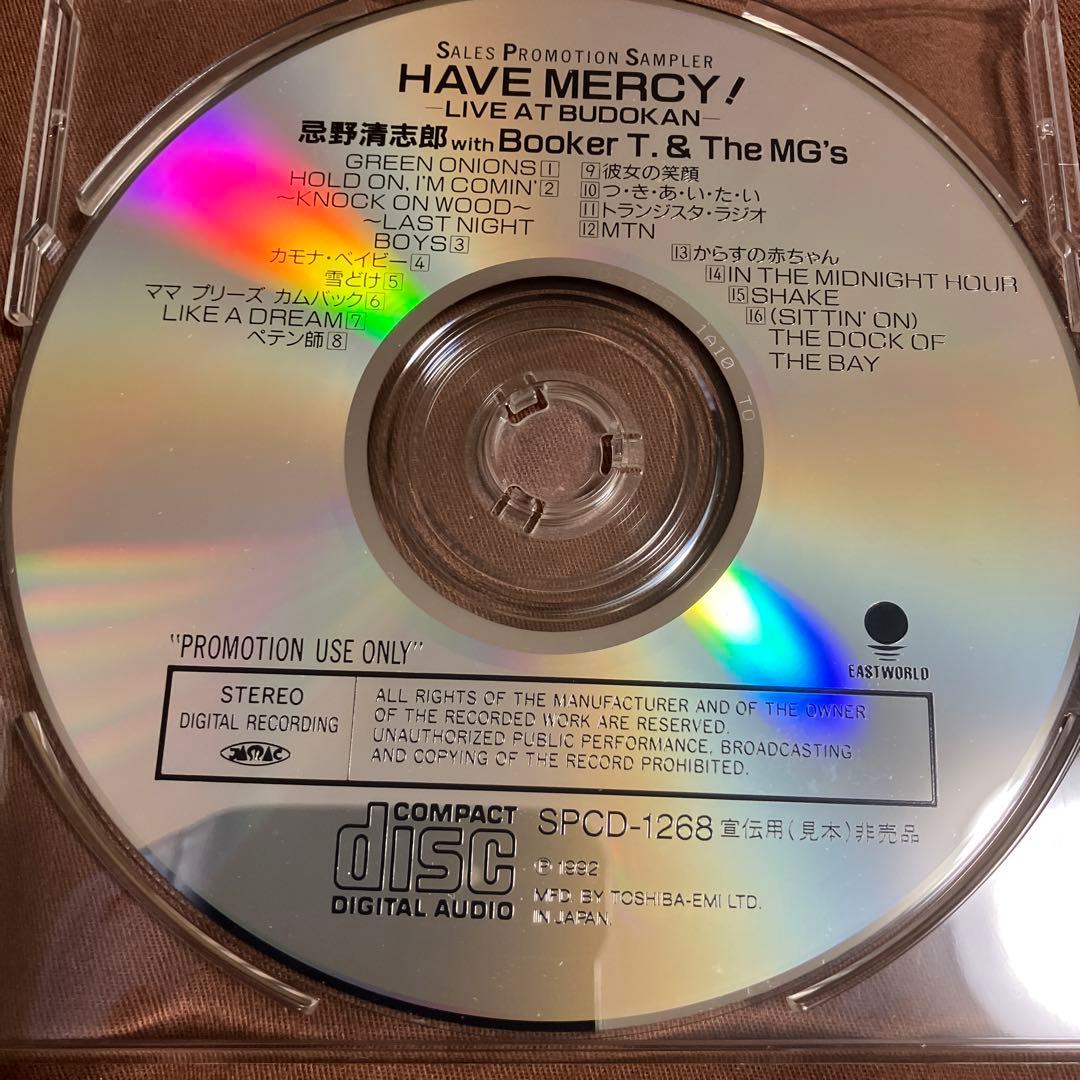 SALES PROMOTION SAMPLER
HAVE MERCY!
—LIVE AT BUDOKAN—
忌野清志郎 with Booker T. & The MG's
GREEN ONIONS 1
HOLD ON, I'M COMIN' 2
～KNOCK ON WOOD～
～LAST NIGHT
BOYS 3
カモナ・ベイビー 4
雪どけ 5
ママ プリーズ カムバック 6
LIKE A DREAM 7
ペテン師 8
9 彼女の笑顔
10 つ・き・あ・い・た・い
11 トランジスタ・ラジオ
12 MTN
13 からすの赤ちゃん
14 IN THE MIDNIGHT HOUR
15 SHAKE
16 (SITTIN' ON)
THE DOCK OF
THE BAY
1A10 TO
EASTWORLD
"PROMOTION USE ONLY"
STEREO
DIGITAL RECORDING
JASRAC
ALL RIGHTS OF THE MANUFACTURER AND OF THE OWNER
OF THE RECORDED WORK ARE RESERVED.
UNAUTHORIZED PUBLIC PERFORMANCE, BROADCASTING
AND COPYING OF THE RECORD PROHIBITED.
COMPACT
disc
DIGITAL AUDIO
SPCD-1268 宣伝用(見本)非売品
Ⓟ 1992
MFD. BY TOSHIBA-EMI LTD.
IN JAPAN.